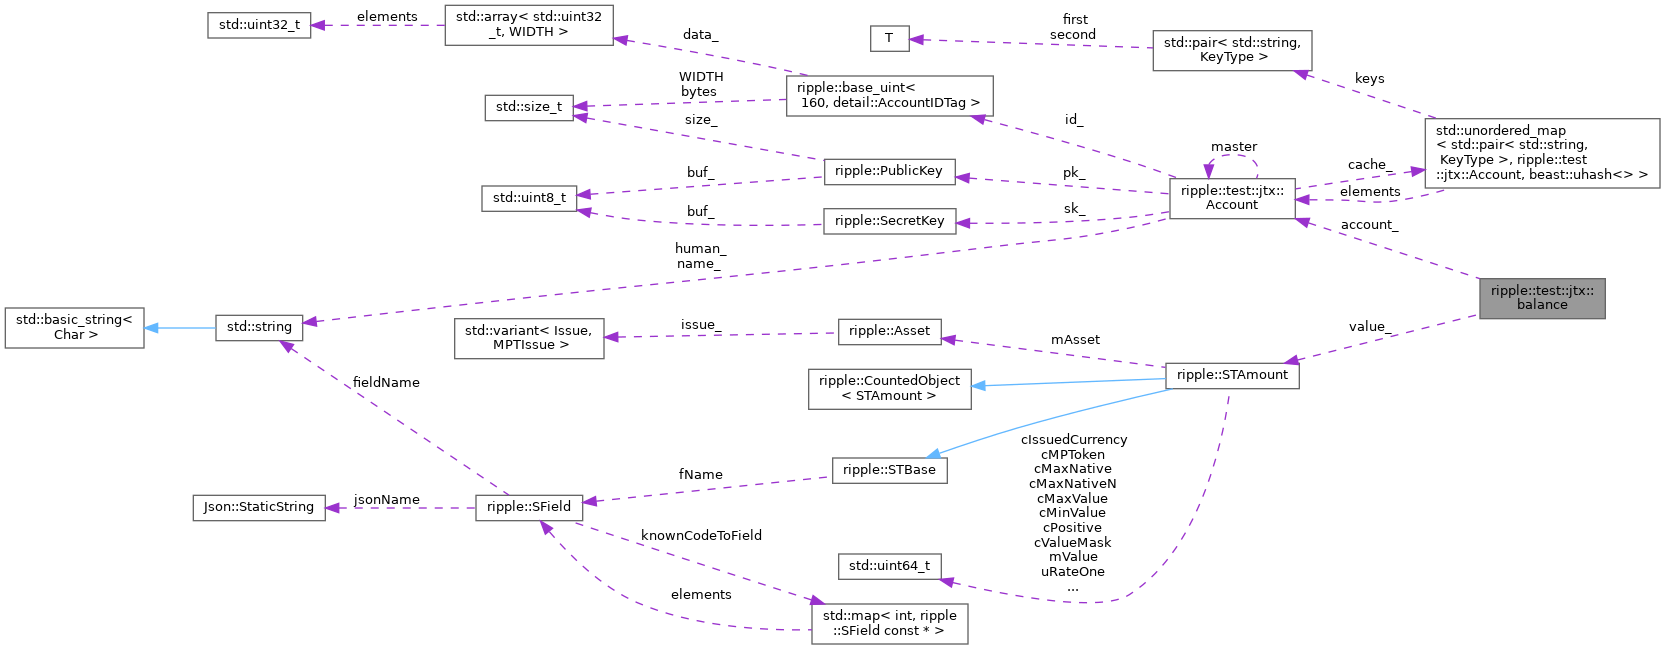 std::uint32_t
elements
std::array< std::uint32
_t, WIDTH >
data_
first
second
T
std::pair< std::string,
KeyType >
keys
WIDTH
bytes
ripple::base_uint<
160, detail::AccountIDTag >
std::size_t
size_
id_
master
std::unordered_map
< std::pair< std::string,
KeyType >, ripple::test
::jtx::Account, beast::uhash<> >
cache_
elements
buf_
ripple::PublicKey
pk_
ripple::test::jtx::
Account
std::uint8_t
buf_
ripple::SecretKey
sk_
account_
human_
name_
ripple::test::jtx::
balance
std::basic_string<
Char >
std::string
std::variant< Issue,
MPTIssue >
issue_
ripple::Asset
mAsset
value_
fieldName
ripple::CountedObject
< STAmount >
ripple::STAmount
cIssuedCurrency
cMPToken
cMaxNative
cMaxNativeN
cMaxValue
cMinValue
cPositive
cValueMask
mValue
uRateOne
...
fName
ripple::STBase
Json::StaticString
jsonName
ripple::SField
knownCodeToField
std::uint64_t
elements
std::map< int, ripple
::SField const * >